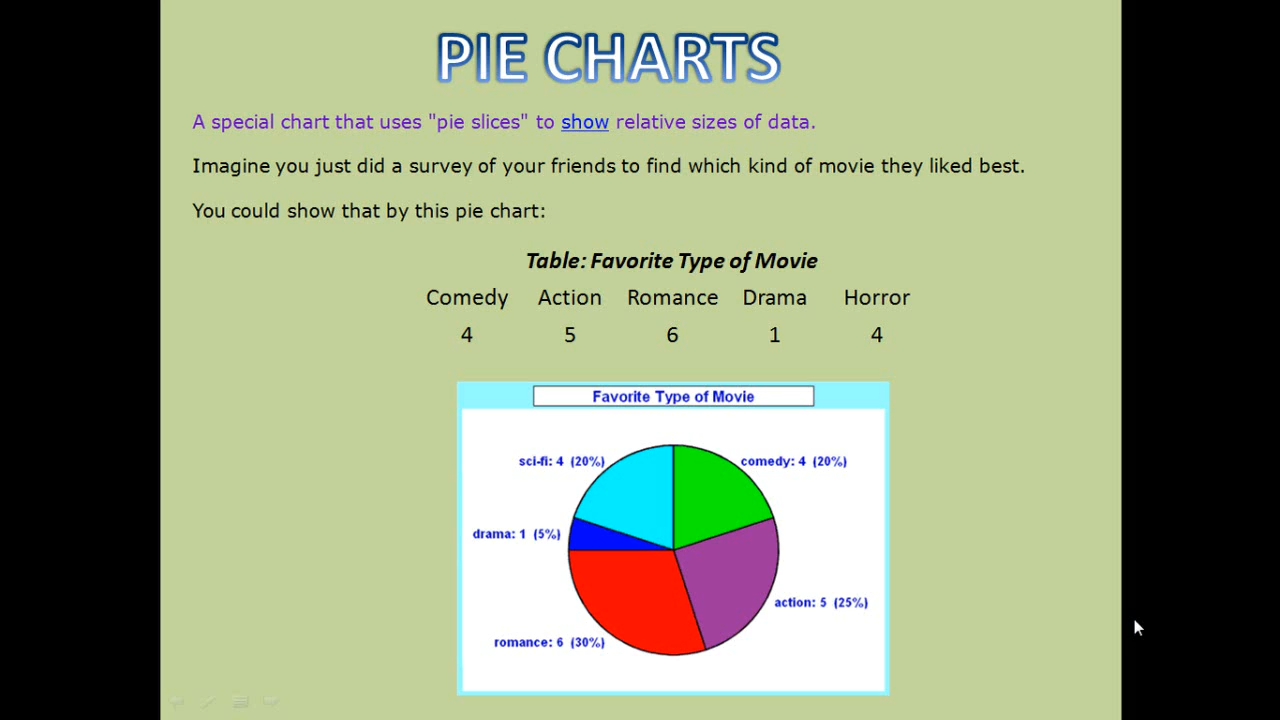 PIE CHARTS
A special chart that uses "pie slices" to show relative sizes of data.
Imagine you just did a survey of your friends to find which kind of movie they liked best.
You could show that by this pie chart:
Table: Favorite Type of Movie
Comedy Action Romance Drama Horror
4 5 6 1 4
Favorite Type of Movie
sci-fi: 4 (20%)
comedy: 4 (20%)
drama: 1 (5%)
action: 5 (25%)
romance: 6 (30%)